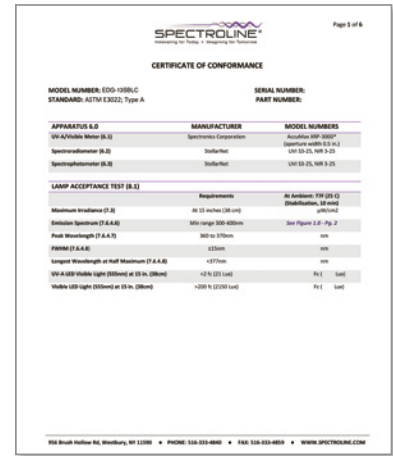 SPECTROLINE®
Innovating for Today • Imagining for Tomorrow
Page 1 of 6
CERTIFICATE OF CONFORMANCE
MODEL NUMBER: EDG-135BLC SERIAL NUMBER:
STANDARD: ASTM E3022; Type A PART NUMBER:
APPARATUS 6.0 MANUFACTURER MODEL NUMBERS
UV-A/Visible Meter (6.1) Spectronics Corporation AccuMax XRP-3000®
(aperture width 0.5 in.)
Spectroradiometer (6.2) StellarNet UVI S3-25, NIR 3-25
Spectrophotometer (6.3) StellarNet UVI S3-25, NIR 3-25
LAMP ACCEPTANCE TEST (8.1)
Requirements At Ambient: 77F (25 C)
(Stabilization, 10 min)
Maximum Irradiance (7.3) At 15 inches (38 cm) µW/cm2
Emission Spectrum (7.6.4.6) Min range 300-400nm See Figure 1.0 - Pg. 2
Peak Wavelength (7.6.4.7) 360 to 370nm nm
FWHM (7.6.4.8) ±15nm nm
Longest Wavelength at Half Maximum (7.6.4.8) <377nm nm
UV-A LED Visible Light (555nm) at 15 in. (38cm) <2 fc (21 Lux) Fc ( Lux)
Visible LED Light (555nm) at 15 in. (38cm) >200 fc (2150 Lux) Fc ( Lux)
956 Brush Hollow Rd, Westbury, NY 11590 • PHONE: 516-333-4840 • FAX: 516-333-4859 • WWW.SPECTROLINE.COM